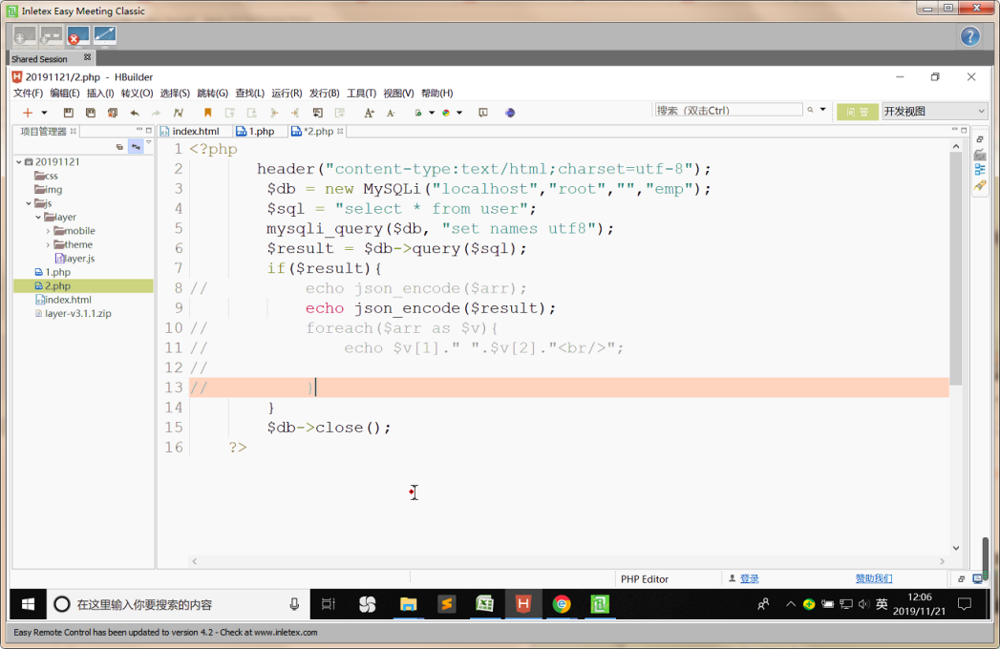 Inletex Easy Meeting Classic
Shared Session
20191121/2.php - HBuilder
文件(F) 编辑(E) 插入(I) 转义(O) 选择(S) 跳转(G) 查找(L) 运行(R) 发行(B) 工具(T) 视图(V) 帮助(H)
搜索（双击Ctrl） 问 答 开发视图
项目管理器 index.html 1.php *2.php
20191121
css
img
js
layer
mobile
theme
layer.js
1.php
2.php
index.html
layer-v3.1.1.zip
1 <?php
2 header("content-type:text/html;charset=utf-8");
3 $db = new MySQLi("localhost","root","","emp");
4 $sql = "select * from user";
5 mysqli_query($db, "set names utf8");
6 $result = $db->query($sql);
7 if($result){
8 // echo json_encode($arr);
9 echo json_encode($result);
10 // foreach($arr as $v){
11 // echo $v[1]." ".$v[2]."<br/>";
12 //
13 // }
14 }
15 $db->close();
16 ?>
PHP Editor 登录 赞助我们
在这里输入你要搜索的内容 英 12:06
2019/11/21
Easy Remote Control has been updated to version 4.2 - Check at www.inletex.com